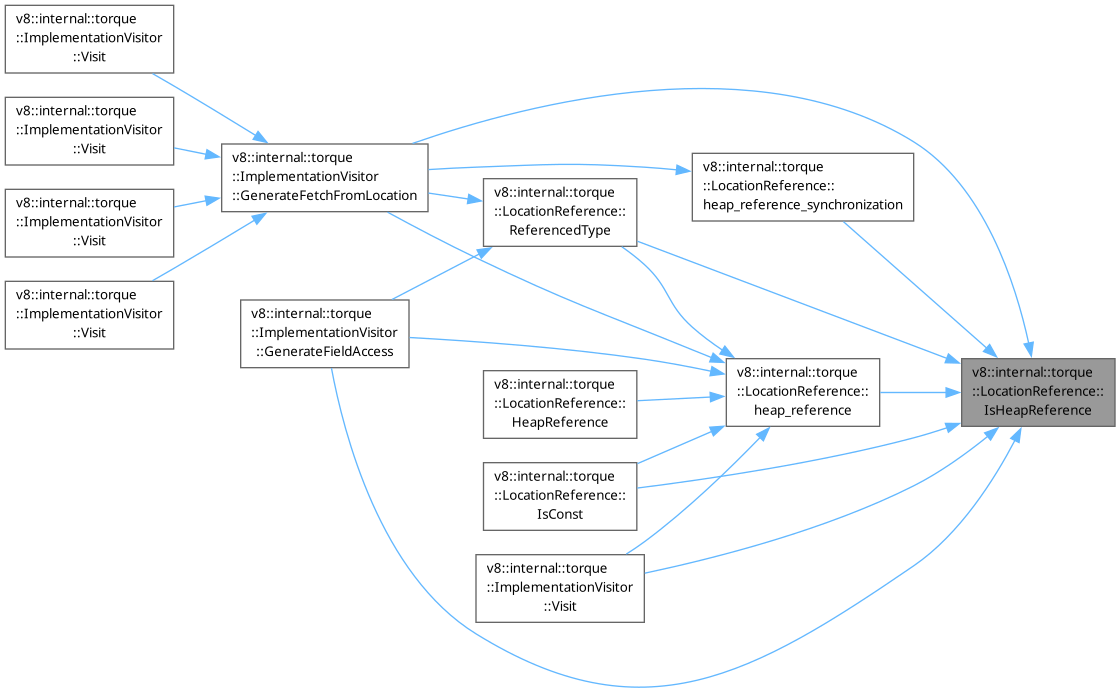 v8::internal::torque
::ImplementationVisitor
::Visit
v8::internal::torque
::ImplementationVisitor
::Visit
v8::internal::torque
::ImplementationVisitor
::Visit
v8::internal::torque
::ImplementationVisitor
::Visit
v8::internal::torque
::ImplementationVisitor
::GenerateFetchFromLocation
v8::internal::torque
::ImplementationVisitor
::GenerateFieldAccess
v8::internal::torque
::LocationReference::
ReferencedType
v8::internal::torque
::LocationReference::
HeapReference
v8::internal::torque
::LocationReference::
IsConst
v8::internal::torque
::ImplementationVisitor
::Visit
v8::internal::torque
::LocationReference::
heap_reference_synchronization
v8::internal::torque
::LocationReference::
heap_reference
v8::internal::torque
::LocationReference::
IsHeapReference